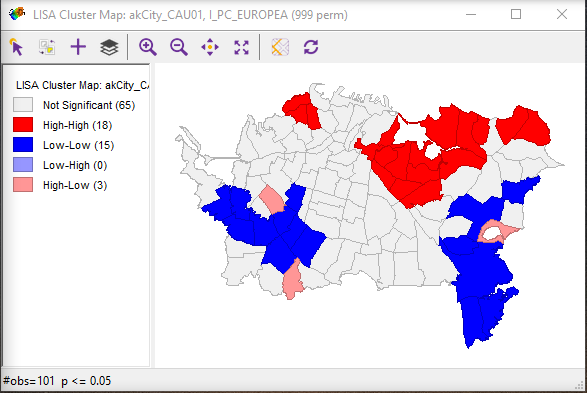 LISA Cluster Map: akCity_CAU01, I_PC_EUROPEA (999 perm)
LISA Cluster Map: akCity_CA
Not Significant (65)
High-High (18)
Low-Low (15)
Low-High (0)
High-Low (3)
#obs=101 p <= 0.05